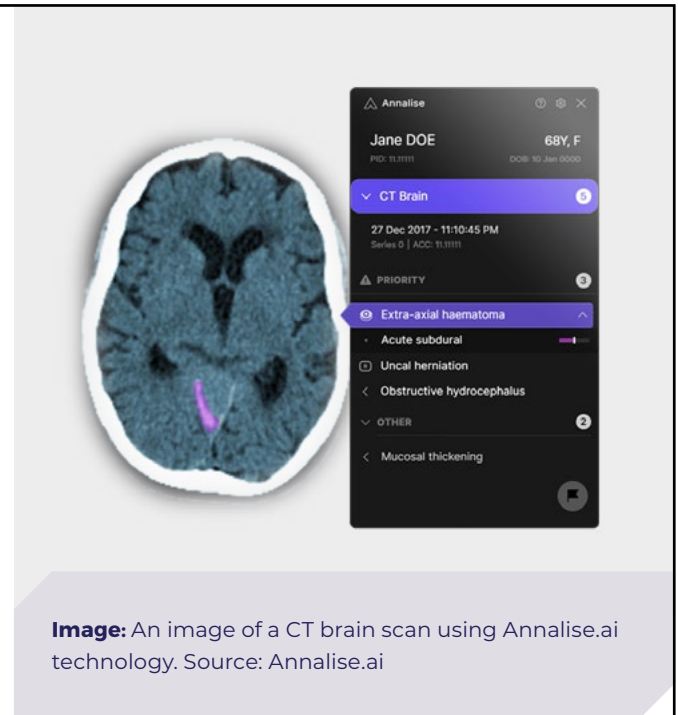 Annalise
Jane DOE 68Y, F
PID: 11.11111 DOB: 10 Jan 0000
CT Brain 5
27 Dec 2017 - 11:10:45 PM
Series 0 | ACC: 11.11111
PRIORITY 3
Extra-axial haematoma
Acute subdural
Uncal herniation
Obstructive hydrocephalus
OTHER 2
Mucosal thickening
Image: An image of a CT brain scan using Annalise.ai
technology. Source: Annalise.ai